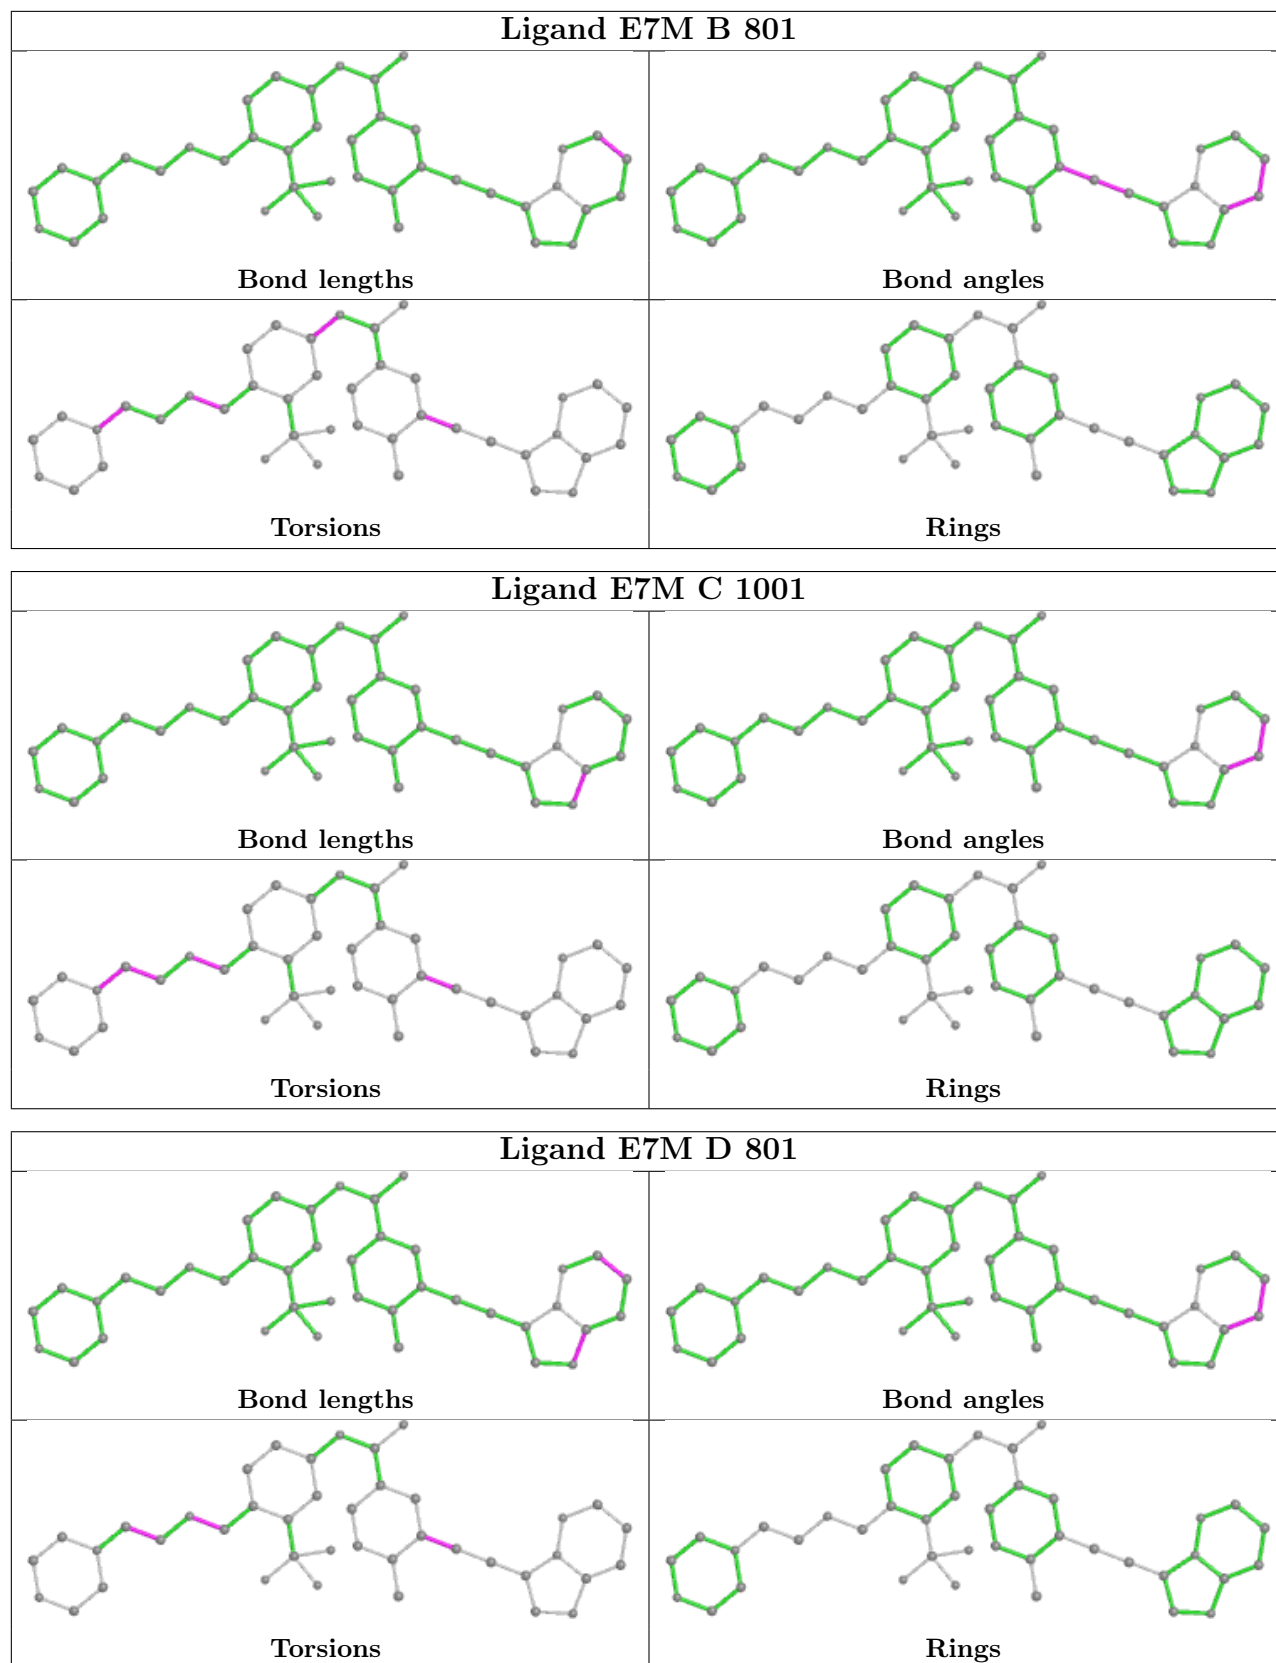 Ligand E7M B 801
Bond lengths
Bond angles
Torsions
Rings
Ligand E7M C 1001
Bond lengths
Bond angles
Torsions
Rings
Ligand E7M D 801
Bond lengths
Bond angles
Torsions
Rings